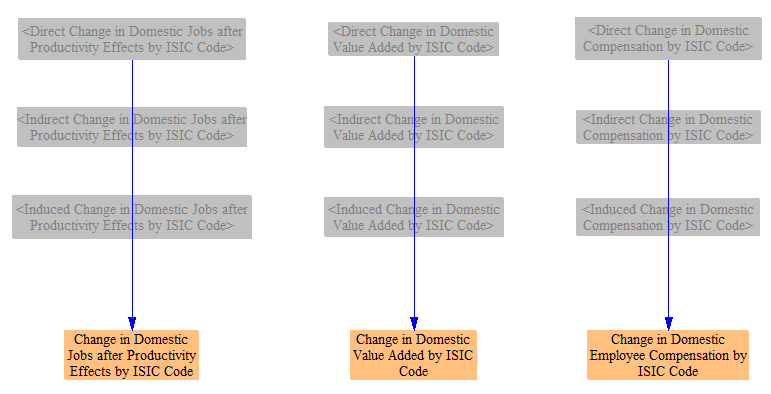 <Direct Change in Domestic Jobs after
Productivity Effects by ISIC Code>
<Indirect Change in Domestic Jobs after
Productivity Effects by ISIC Code>
<Induced Change in Domestic Jobs after
Productivity Effects by ISIC Code>
Change in Domestic
Jobs after Productivity
Effects by ISIC Code
<Direct Change in Domestic
Value Added by ISIC Code>
<Indirect Change in Domestic
Value Added by ISIC Code>
<Induced Change in Domestic
Value Added by ISIC Code>
Change in Domestic
Value Added by ISIC
Code
<Direct Change in Domestic
Compensation by ISIC Code>
<Indirect Change in Domestic
Compensation by ISIC Code>
<Induced Change in Domestic
Compensation by ISIC Code>
Change in Domestic
Employee Compensation by
ISIC Code